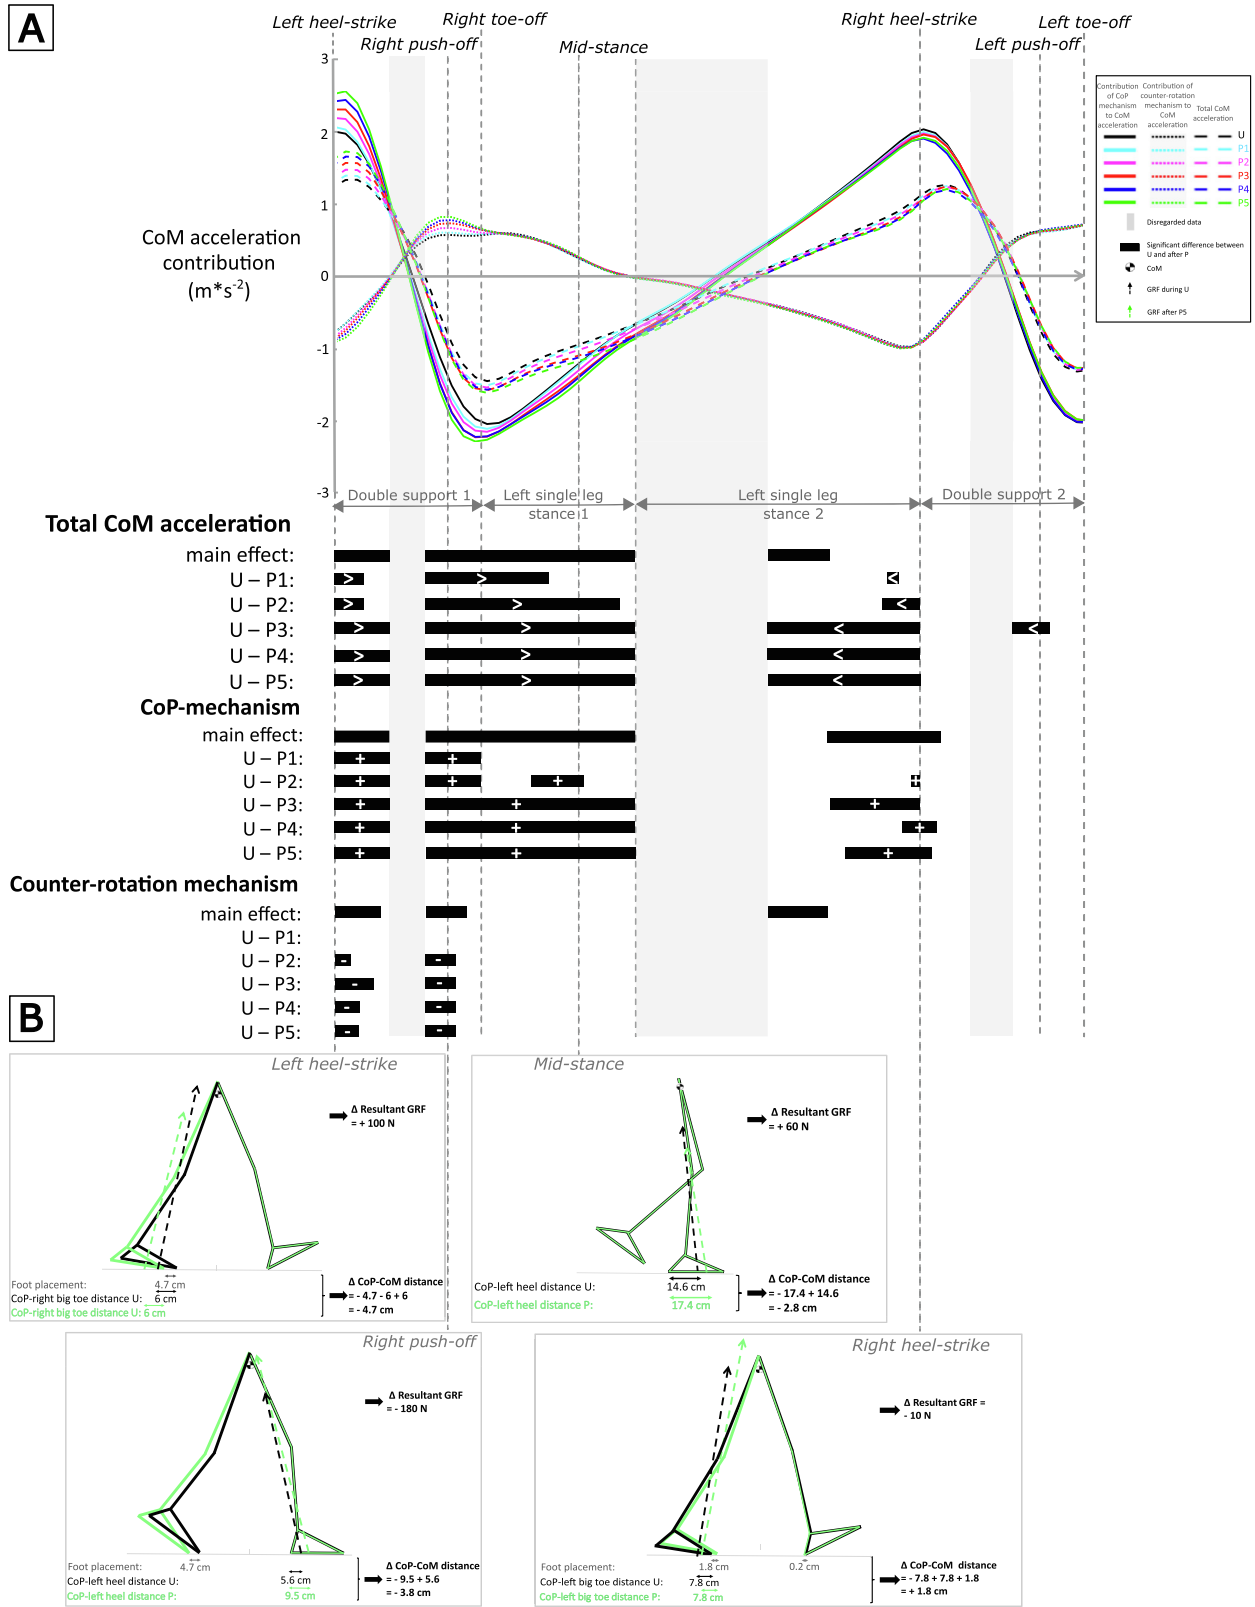 A
Left heel-strike
Right toe-off
Right push-off
Mid-stance
Right heel-strike
Left toe-off
Left push-off
3
2
1
0
-1
-2
-3
CoM acceleration
contribution
(m*s-2)
Contribution
of CoP
mechanism
to CoM
acceleration
Contribution of
counter-rotation
mechanism to
CoM
acceleration
Total CoM
acceleration
U
P1
P2
P3
P4
P5
Disregarded data
Significant difference between
U and after P
CoM
GRF during U
GRF after P5
Double support 1
Left single leg
stance 1
Left single leg
stance 2
Double support 2
Total CoM acceleration
main effect:
U – P1: > > <
U – P2: > > <
U – P3: > > < <
U – P4: > > <
U – P5: > > <
CoP-mechanism
main effect:
U – P1: + +
U – P2: + + + +
U – P3: + + +
U – P4: + + +
U – P5: + + +
Counter-rotation mechanism
main effect:
U – P1:
U – P2: - -
U – P3: - -
U – P4: - -
U – P5: - -
B
Left heel-strike
Δ Resultant GRF
= + 100 N
Foot placement: 4.7 cm
CoP-right big toe distance U: 6 cm
CoP-right big toe distance U: 6 cm
Δ CoP-CoM distance
= - 4.7 - 6 + 6
= - 4.7 cm
Mid-stance
Δ Resultant GRF
= + 60 N
CoP-left heel distance U: 14.6 cm
CoP-left heel distance P: 17.4 cm
Δ CoP-CoM distance
= - 17.4 + 14.6
= - 2.8 cm
Right push-off
Δ Resultant GRF
= - 180 N
Foot placement: 4.7 cm
CoP-left heel distance U: 5.6 cm
CoP-left heel distance P: 9.5 cm
Δ CoP-CoM distance
= - 9.5 + 5.6
= - 3.8 cm
Right heel-strike
Δ Resultant GRF =
- 10 N
Foot placement: 1.8 cm 0.2 cm
CoP-left big toe distance U: 7.8 cm
CoP-left big toe distance P: 7.8 cm
Δ CoP-CoM distance
= - 7.8 + 7.8 + 1.8
= + 1.8 cm